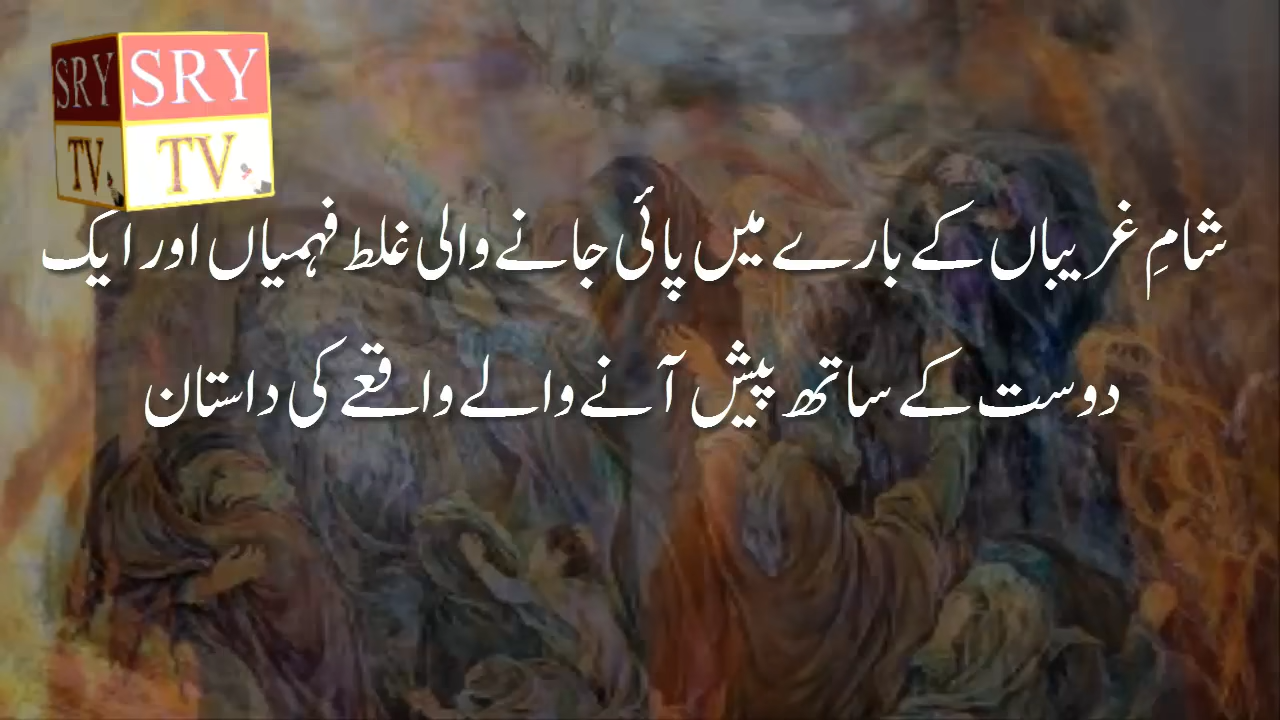 SRY SRY
TV TV
شامِ غریباں کے بارے میں پائی جانے والی غلط فہمیاں اور ایک
دوست کے ساتھ پیش آنے والے واقعے کی داستان